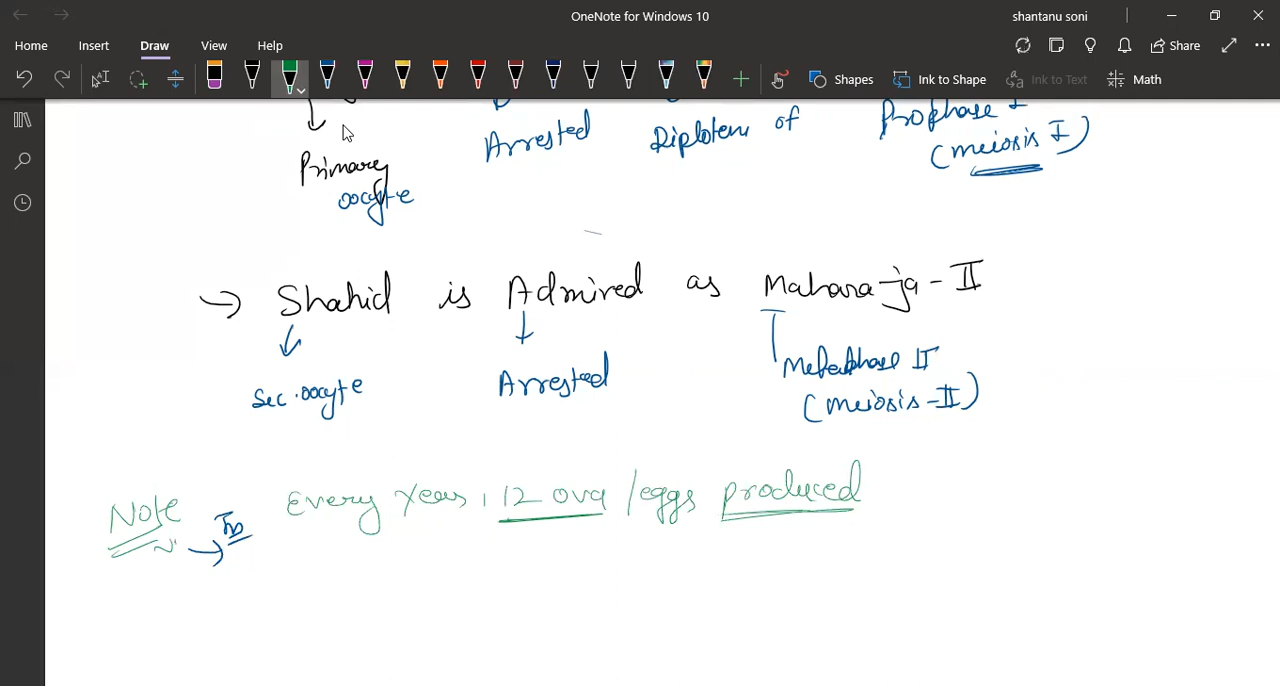 OneNote for Windows 10
shantanu soni
Home Insert Draw View Help
Share
Shapes Ink to Shape Ink to Text Math
Arrested Diplotene of Prophase I
(meiosis I)
Primary
oocyte
→ Shahid is Admired as Maharaja-II
Sec.oocyte Arrested Metaphase II
(meiosis-II)
Note → Every year, 12 ova/eggs produced